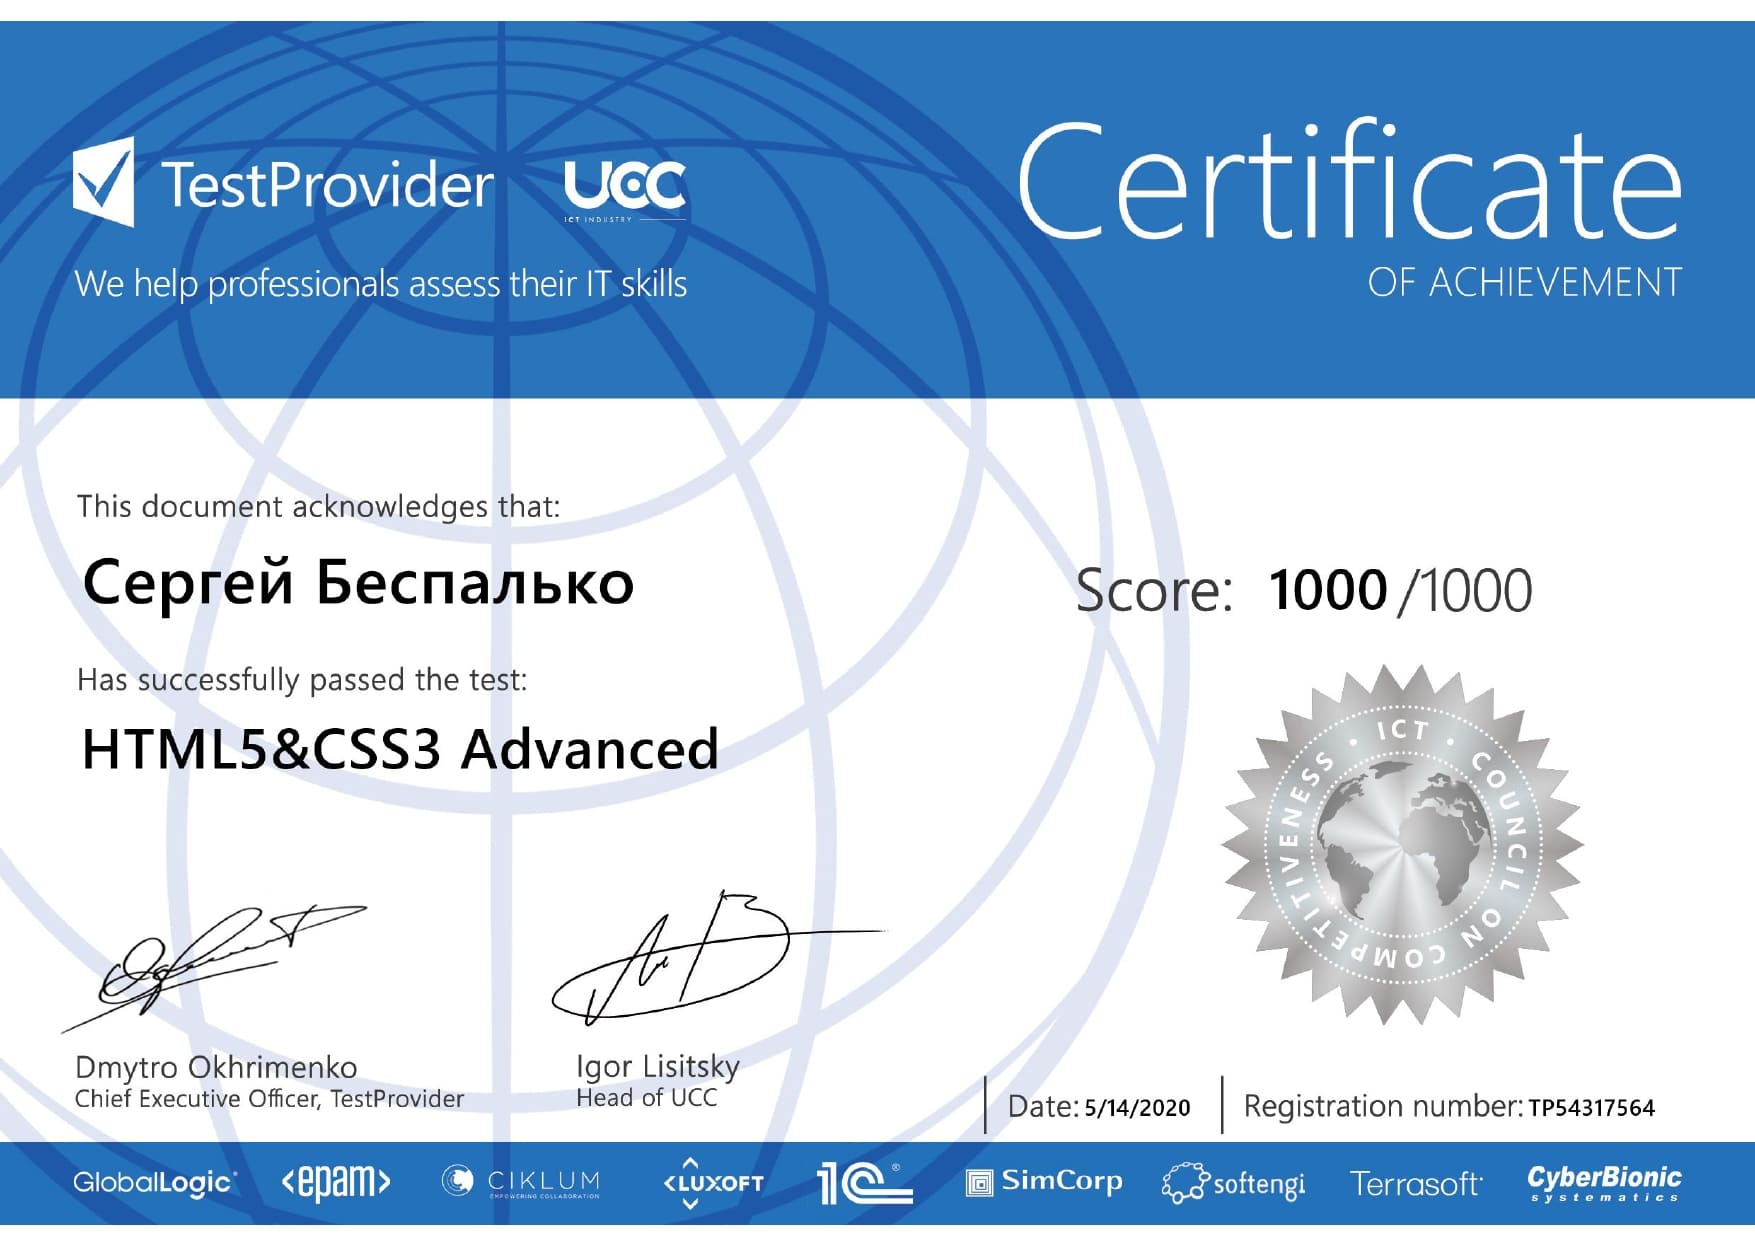 TestProvider
UCC
ICT INDUSTRY
We help professionals assess their IT skills
Certificate
OF ACHIEVEMENT
This document acknowledges that:
Сергей Беспалько
Score: 1000 /1000
Has successfully passed the test:
HTML5&CSS3 Advanced
ICT • COUNCIL ON COMPETITIVENESS •
Dmytro Okhrimenko
Chief Executive Officer, TestProvider
Igor Lisitsky
Head of UCC
Date: 5/14/2020
Registration number: TP54317564
GlobalLogic®
<epam>
CIKLUM
EMPOWERING COLLABORATION
LUXOFT
1C®
SimCorp
softengi
Terrasoft
CyberBionic
systematics